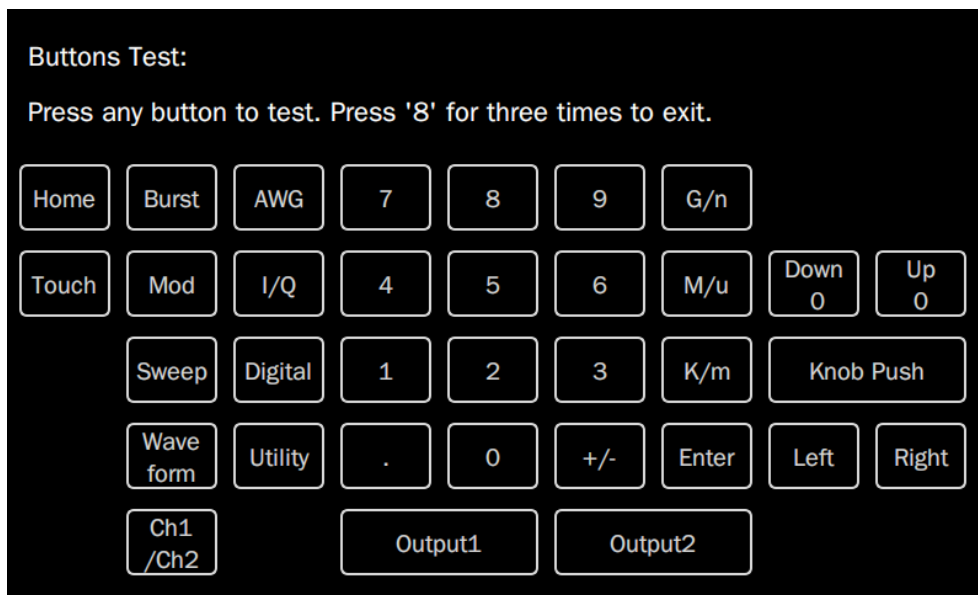 Buttons Test:
Press any button to test. Press '8' for three times to exit.
Home Burst AWG 7 8 9 G/n
Touch Mod I/Q 4 5 6 M/u Down 0 Up 0
Sweep Digital 1 2 3 K/m Knob Push
Wave form Utility . 0 +/- Enter Left Right
Ch1 /Ch2 Output1 Output2